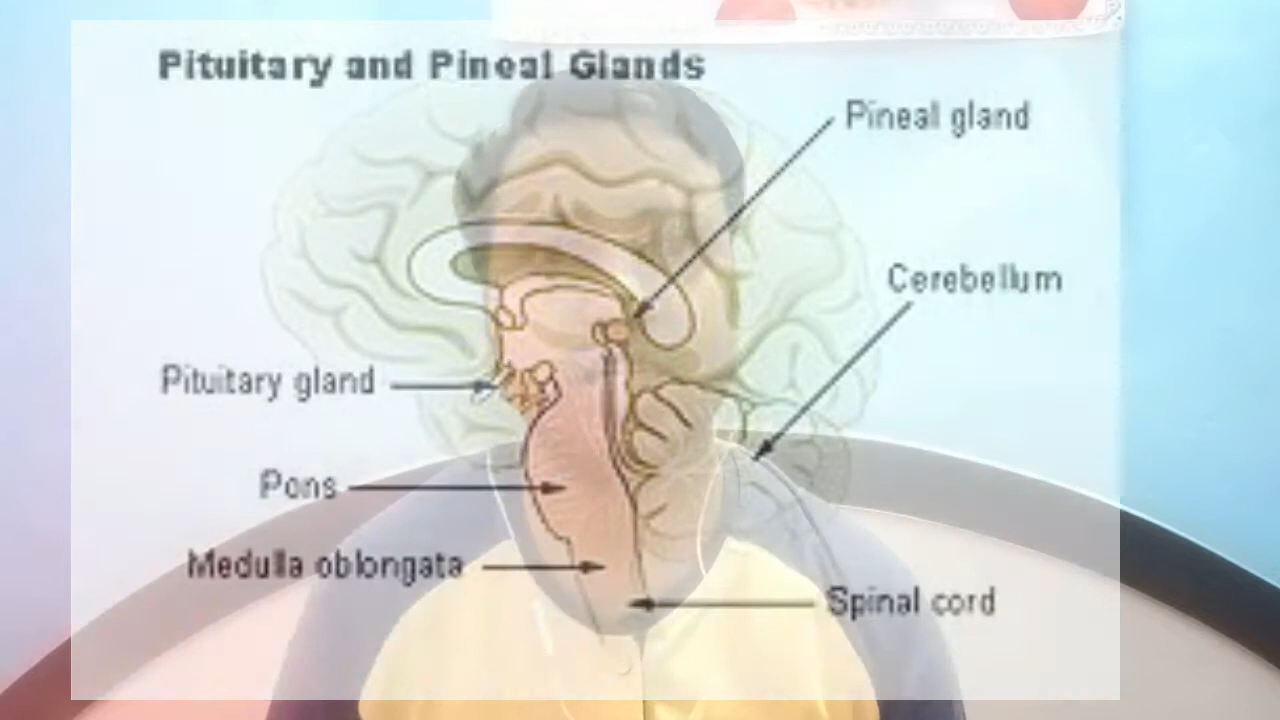 Pituitary and Pineal Glands
Pineal gland
Cerebellum
Pituitary gland
Pons
Medulla oblongata
Spinal cord